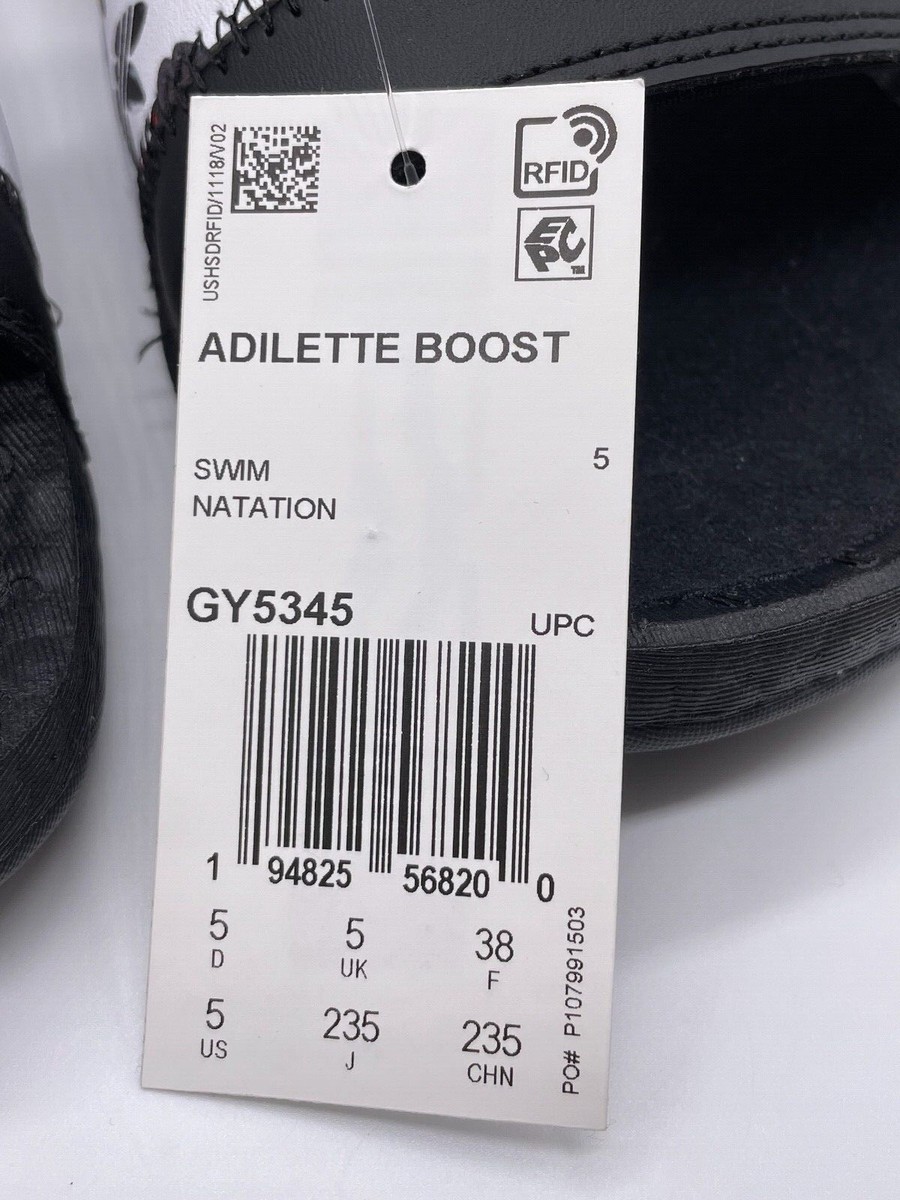 USHSDRFID/1118/V02
RFID
EPC™
ADILETTE BOOST
5
SWIM
NATATION
GY5345
UPC
1 94825 56820 0
5 5 38
D UK F
5 235 235
US J CHN
PO# P107991503